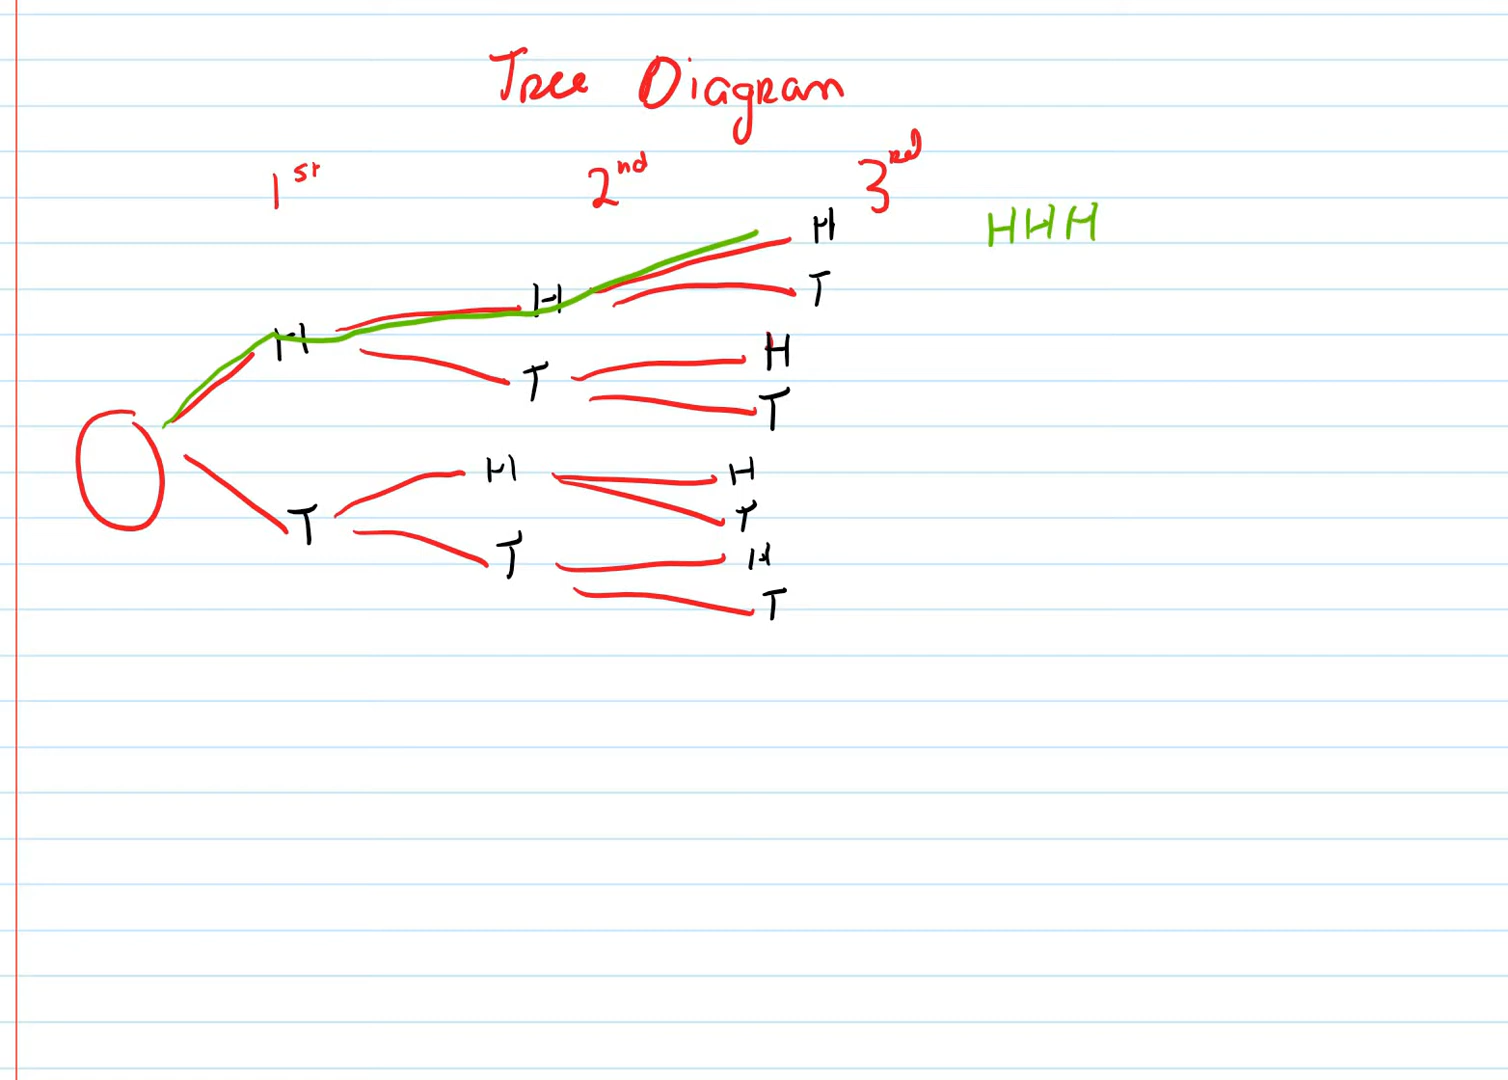 Tree Diagram
1st 2nd 3rd
H HHH
H T
H H
T T
H H
T T
T H
T